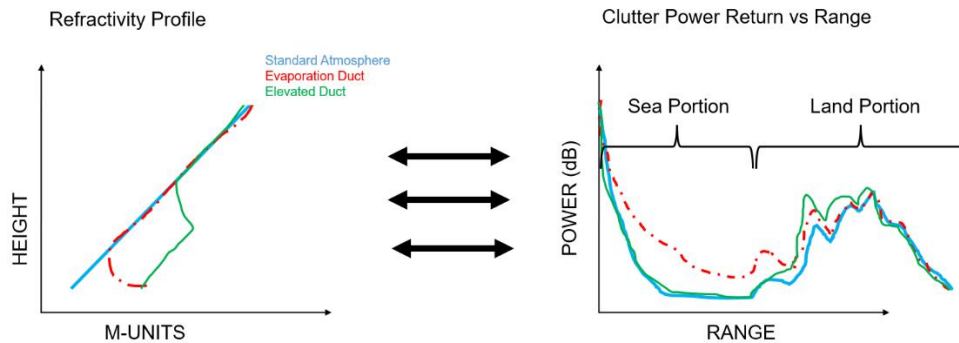 Refractivity Profile
Standard Atmosphere
Evaporation Duct
Elevated Duct
HEIGHT
M-UNITS
Clutter Power Return vs Range
Sea Portion
Land Portion
POWER (dB)
RANGE